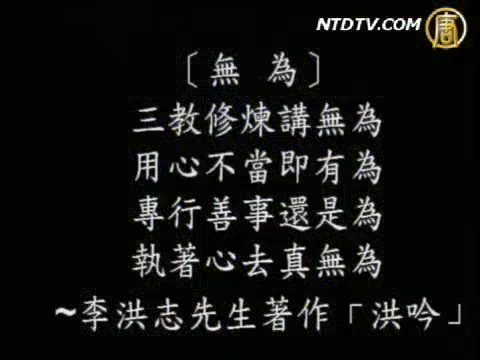 NTDTV.COM 唐
〔無 為〕
三教修煉講無為
用心不當即有為
專行善事還是為
執著心去真無為
~李洪志先生著作「洪吟」